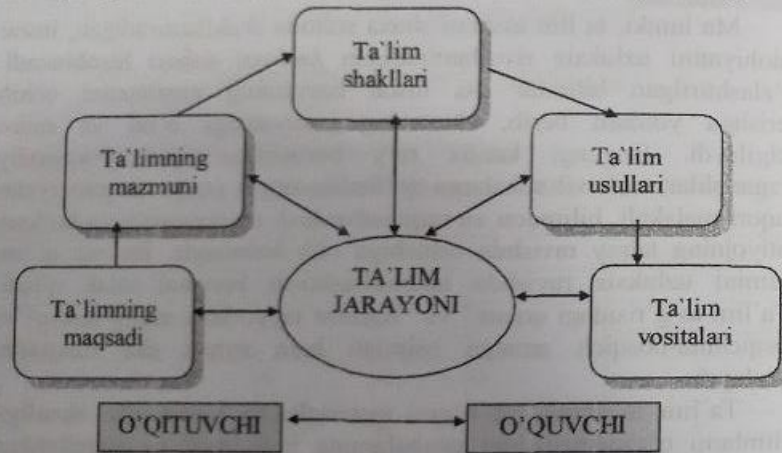 Ta`lim
shakllari
Ta`limning
mazmuni
Ta`lim
usullari
TA`LIM
JARAYONI
Ta`limning
maqsadi
Ta`lim
vositalari
O`QITUVCHI
O`QUVCHI